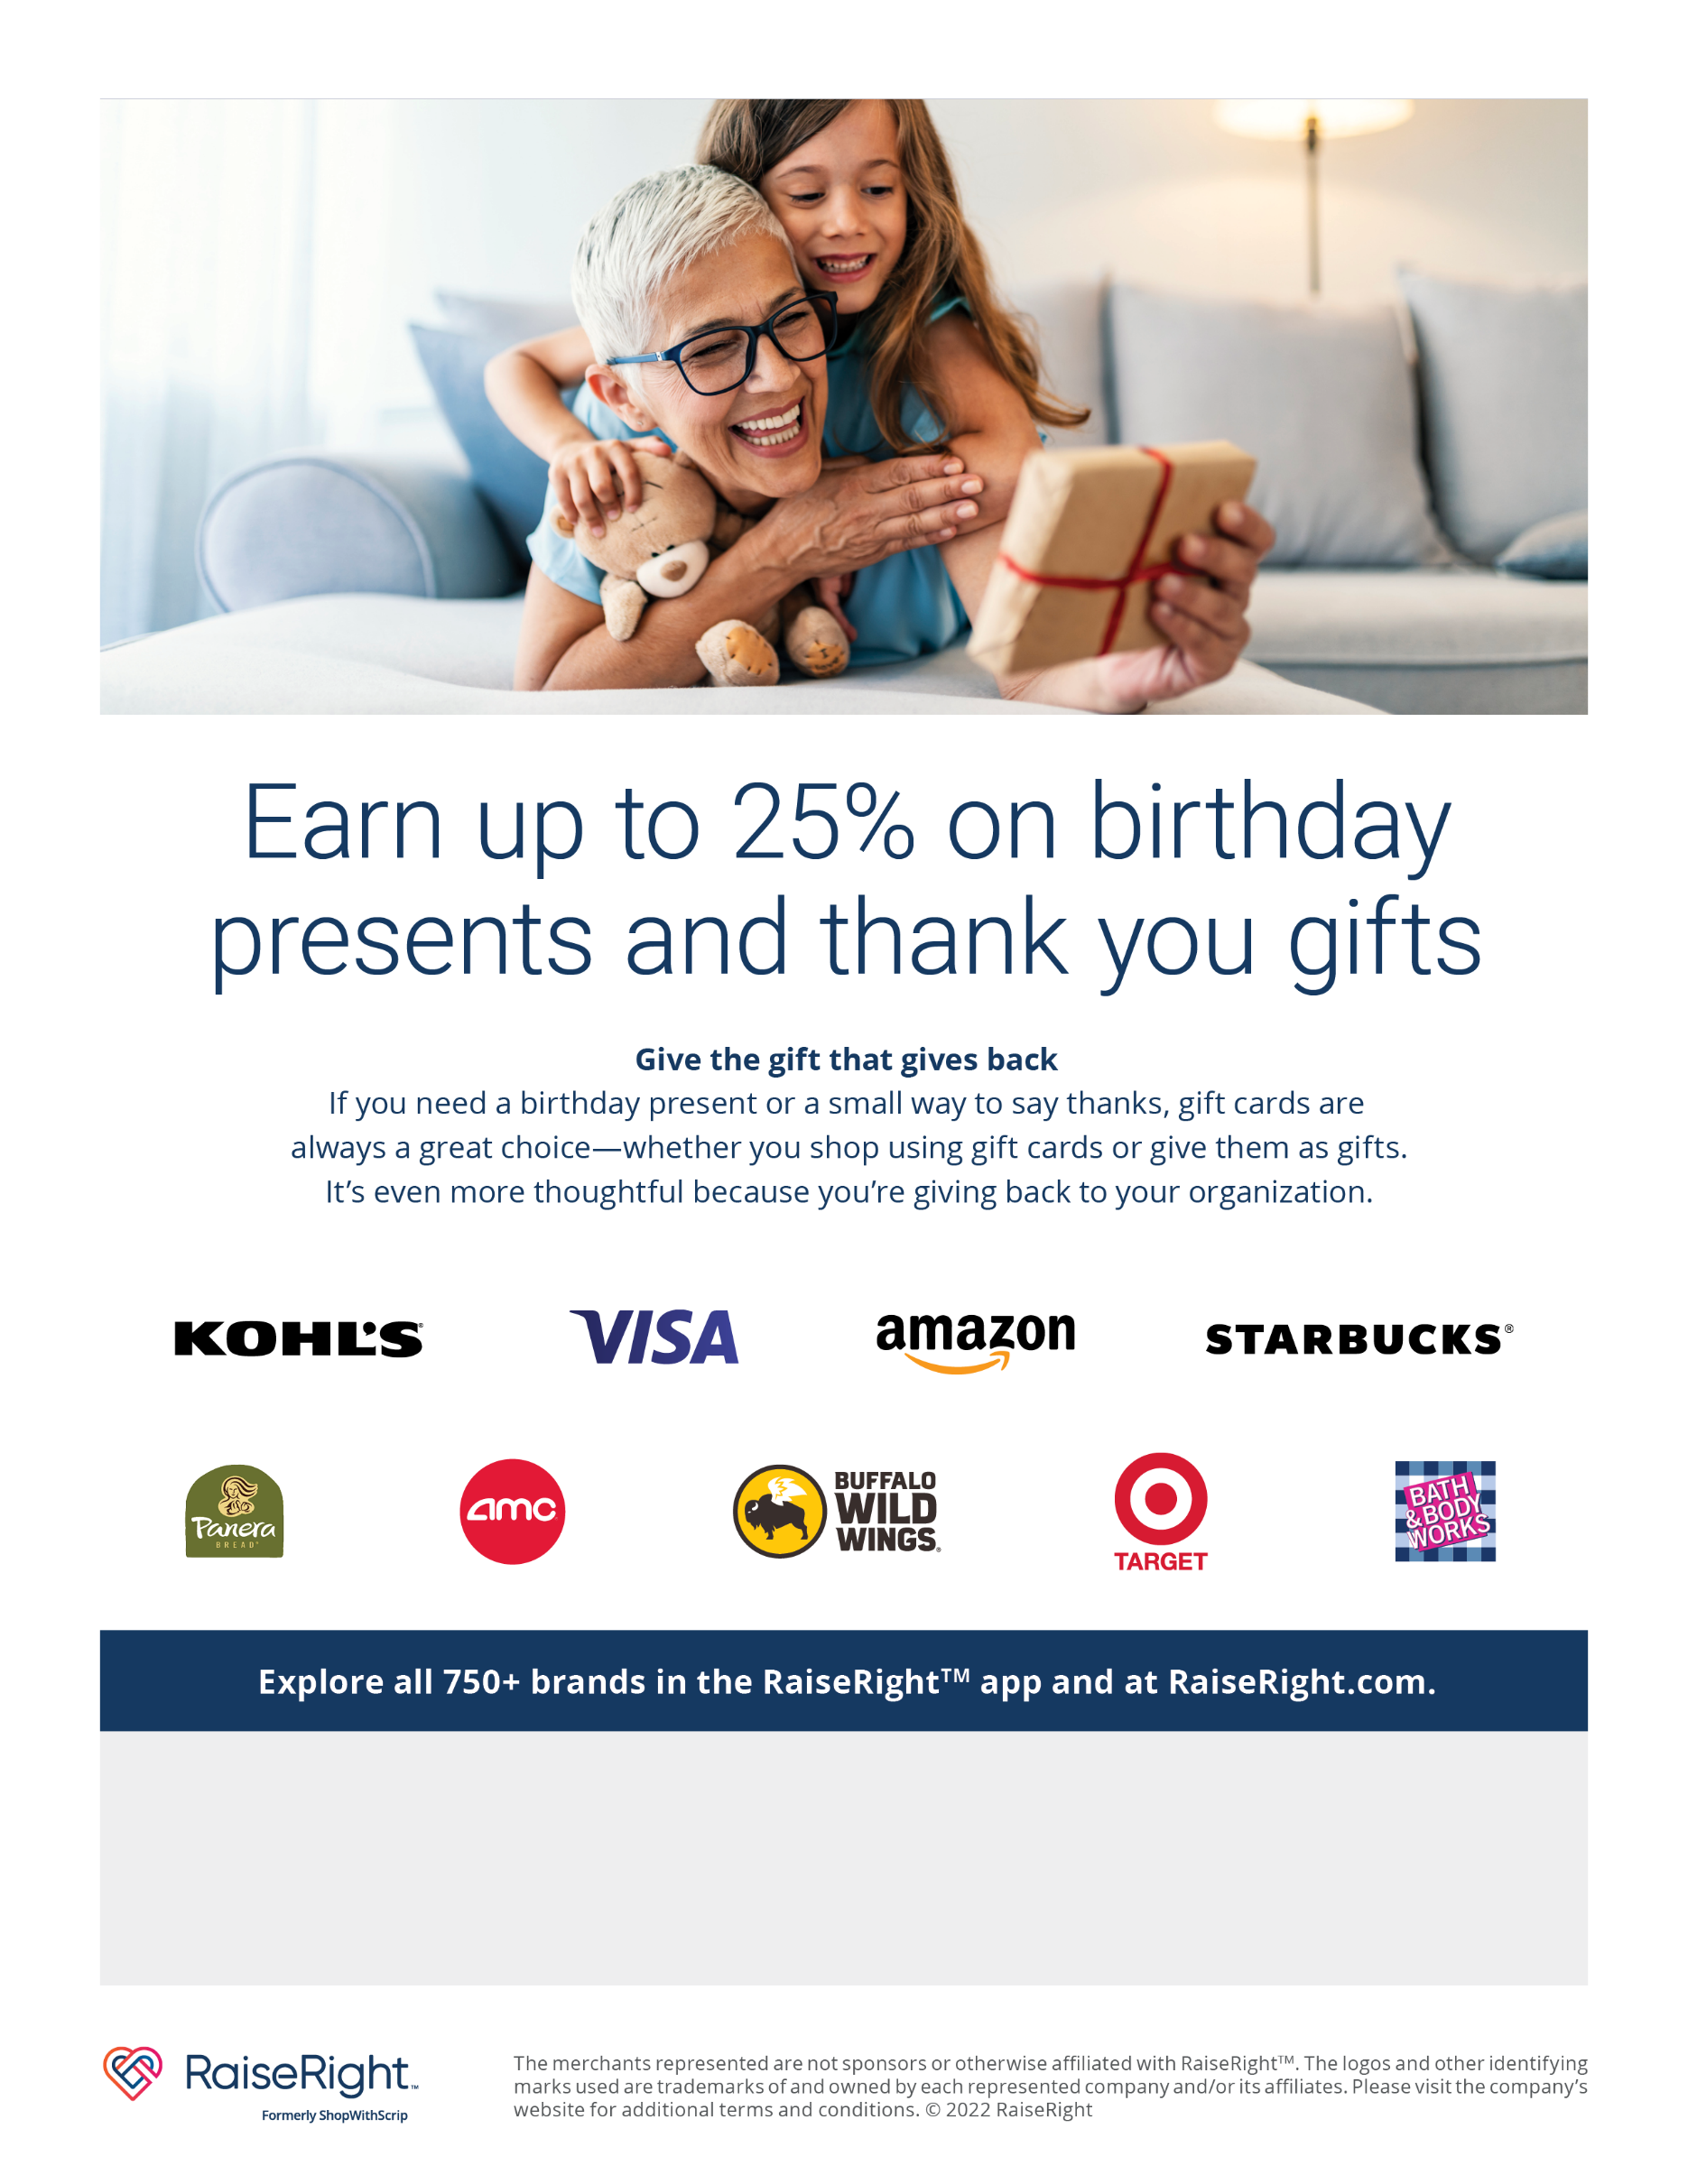 Earn up to 25% on birthday
presents and thank you gifts
Give the gift that gives back
If you need a birthday present or a small way to say thanks, gift cards are
always a great choice—whether you shop using gift cards or give them as gifts.
It’s even more thoughtful because you’re giving back to your organization.
KOHL'S®
VISA
amazon
STARBUCKS®
Panera
BREAD®
amc
BUFFALO
WILD
WINGS®
TARGET
BATH
& BODY
WORKS
Explore all 750+ brands in the RaiseRight™ app and at RaiseRight.com.
RaiseRight™
Formerly ShopWithScrip
The merchants represented are not sponsors or otherwise affiliated with RaiseRight™. The logos and other identifying
marks used are trademarks of and owned by each represented company and/or its affiliates. Please visit the company’s
website for additional terms and conditions. © 2022 RaiseRight